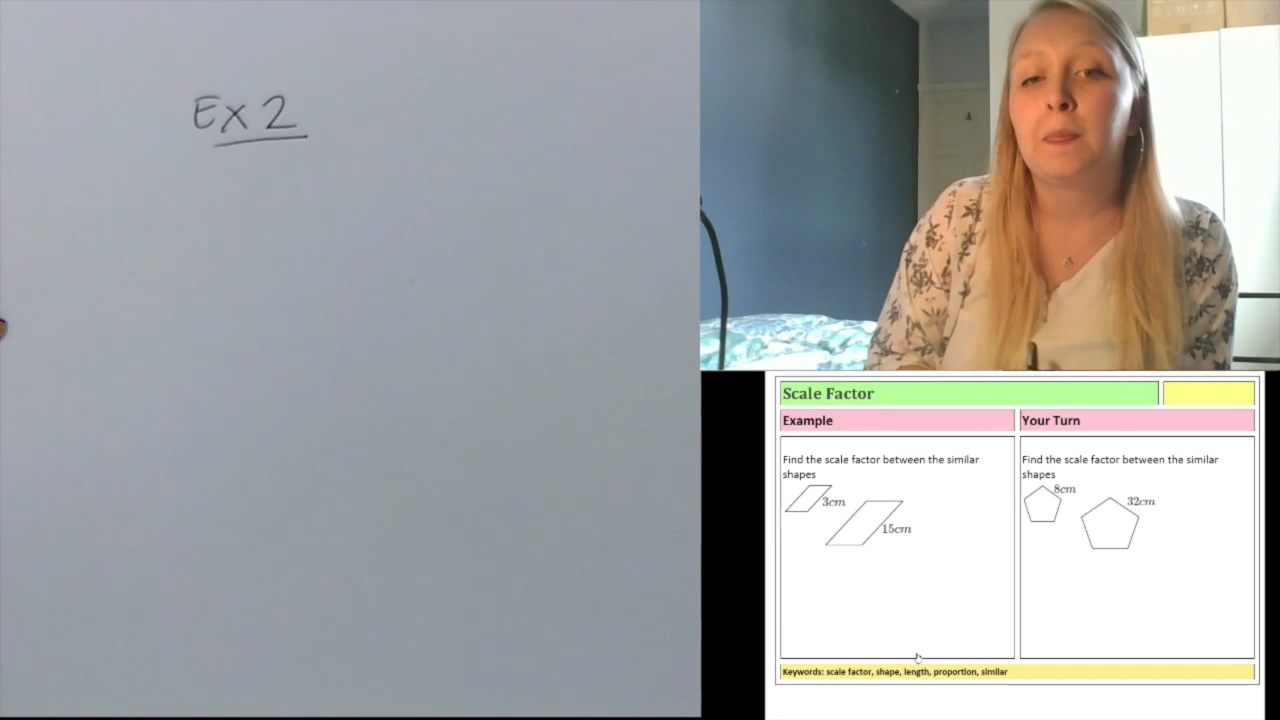 Ex 2
Scale Factor
Example
Your Turn
Find the scale factor between the similar
shapes
3cm
15cm
Find the scale factor between the similar
shapes
8cm
32cm
Keywords: scale factor, shape, length, proportion, similar